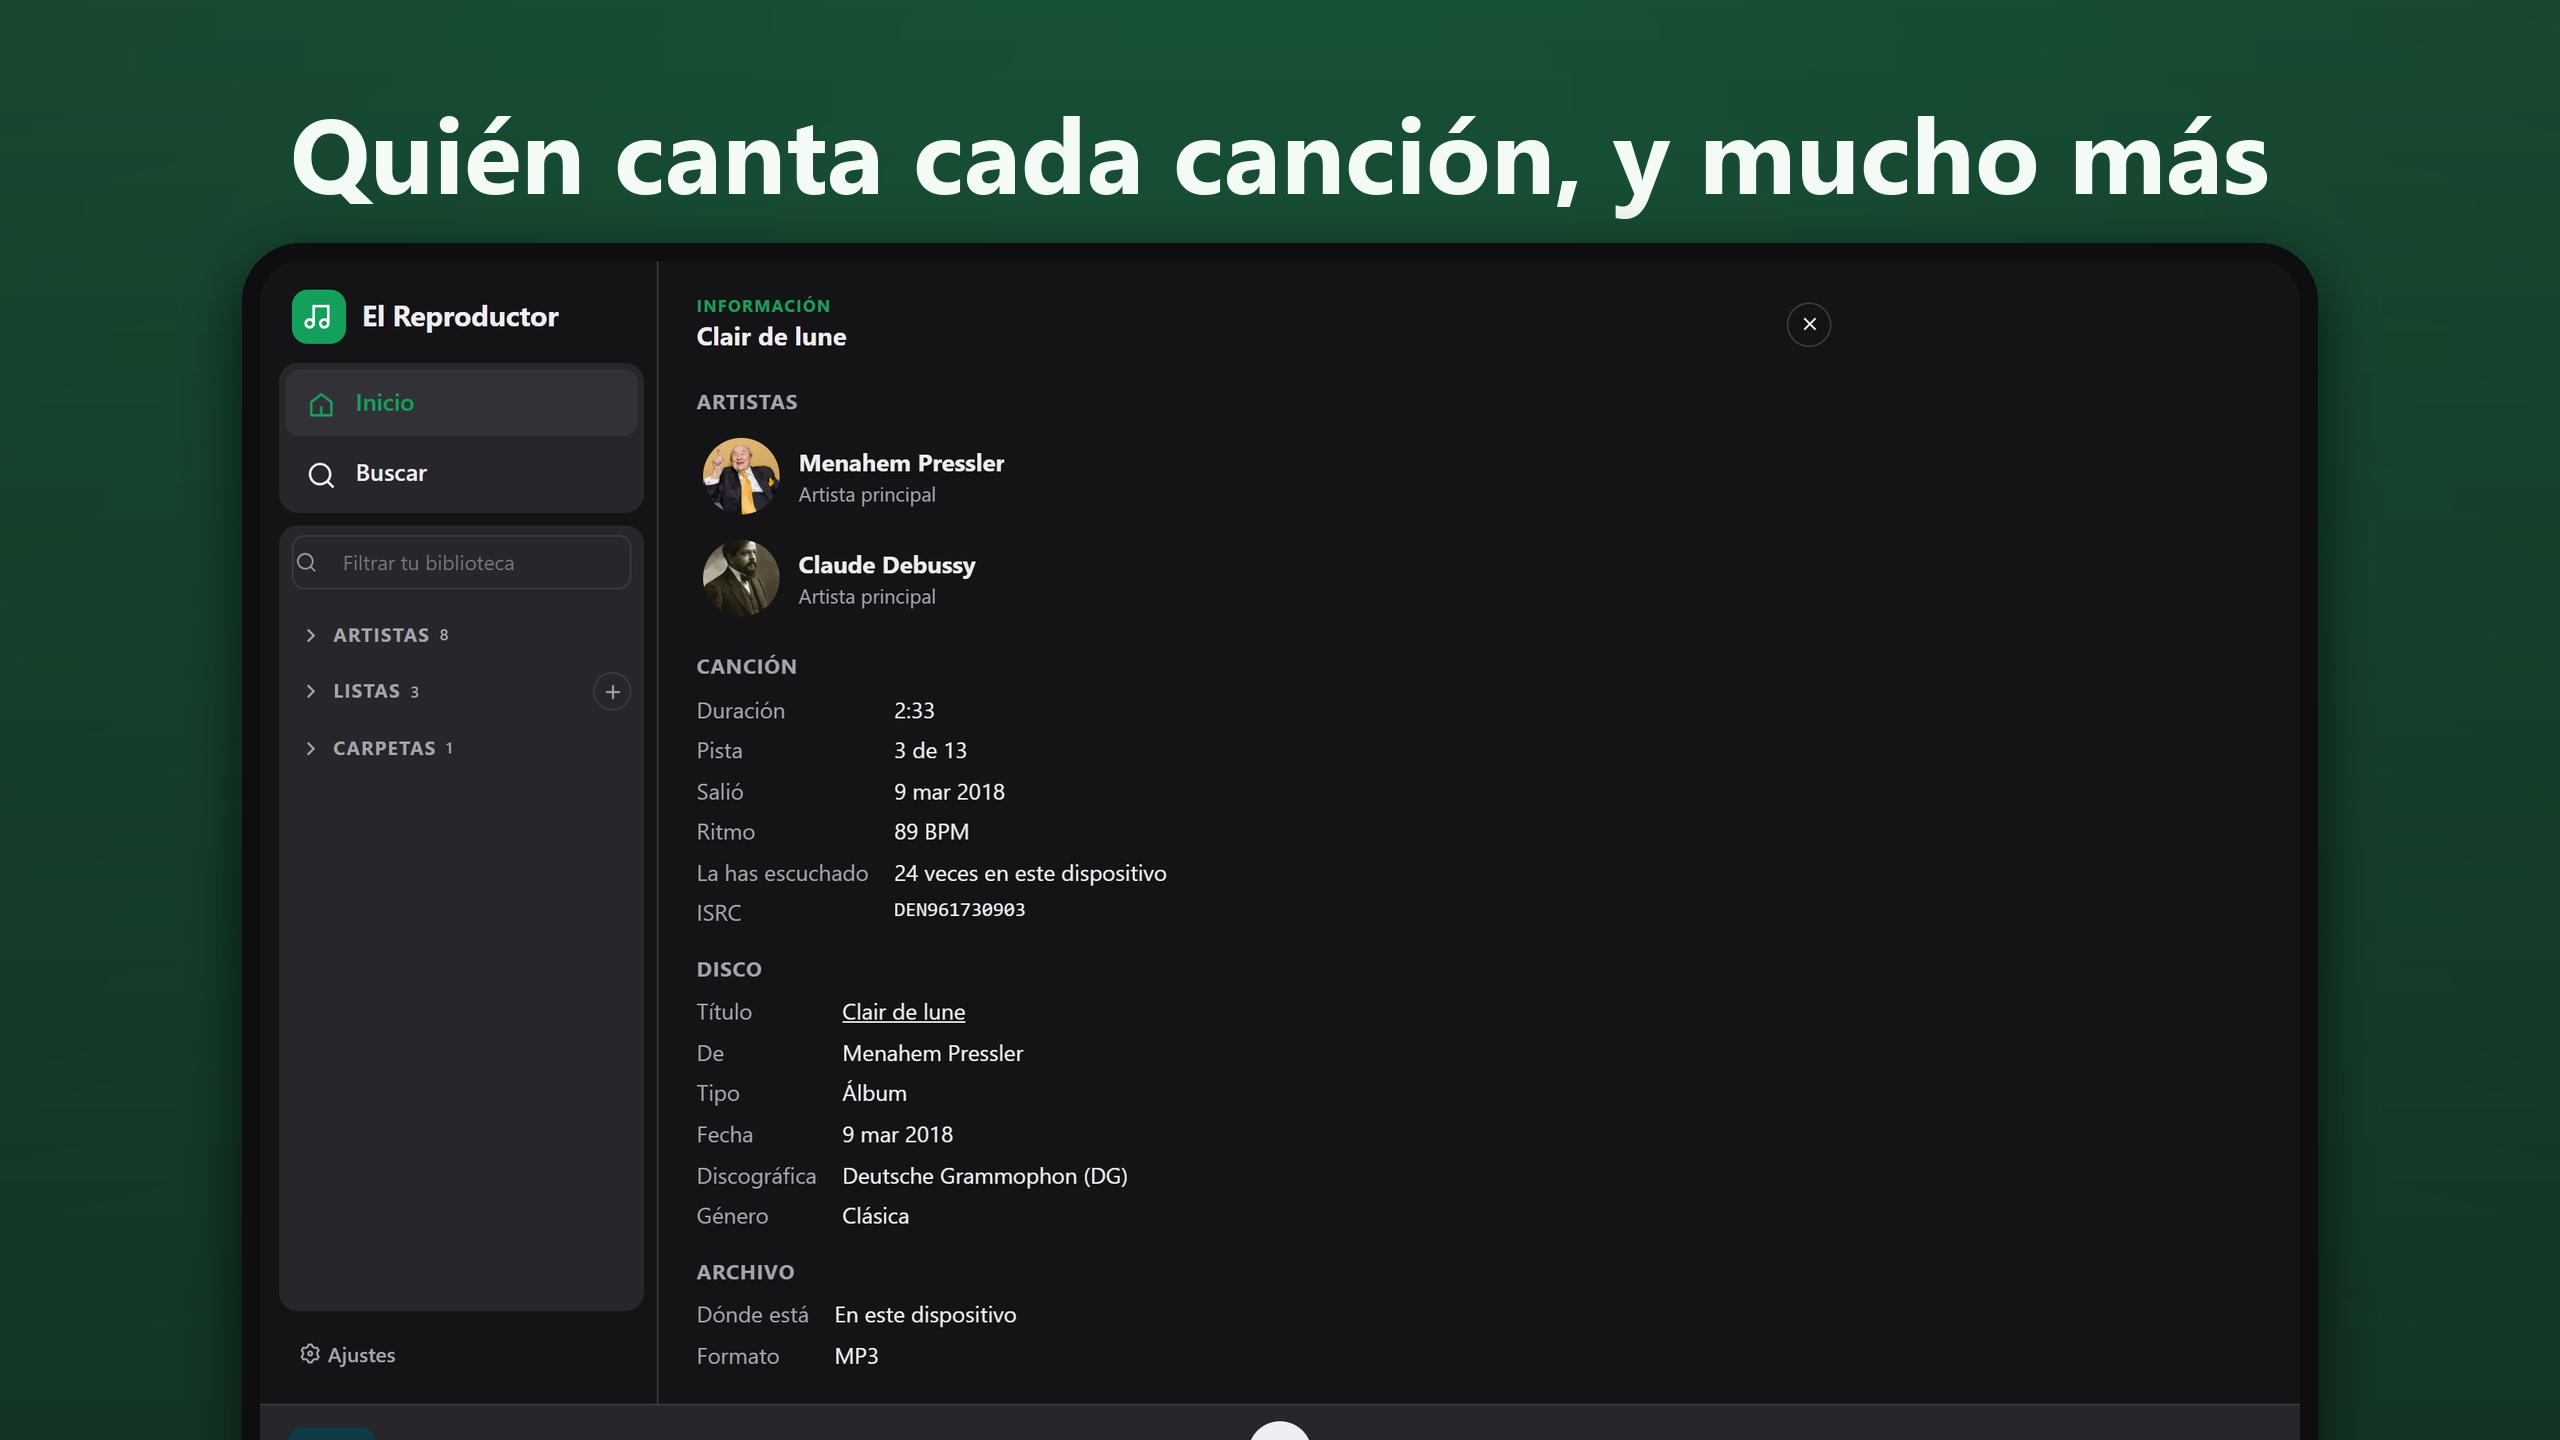 Quién canta cada canción, y mucho más
El Reproductor
Inicio
Buscar
Filtrar tu biblioteca
ARTISTAS 8
LISTAS 3
CARPETAS 1
Ajustes
INFORMACIÓN
Clair de lune
ARTISTAS
Menahem Pressler
Artista principal
Claude Debussy
Artista principal
CANCIÓN
Duración 2:33
Pista 3 de 13
Salió 9 mar 2018
Ritmo 89 BPM
La has escuchado 24 veces en este dispositivo
ISRC DEN961730903
DISCO
Título Clair de lune
De Menahem Pressler
Tipo Álbum
Fecha 9 mar 2018
Discográfica Deutsche Grammophon (DG)
Género Clásica
ARCHIVO
Dónde está En este dispositivo
Formato MP3